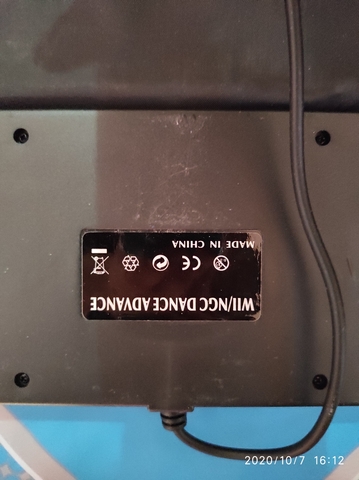 WII/NGC DANCE ADVANCE
CE
MADE IN CHINA
2020/10/7 16:12